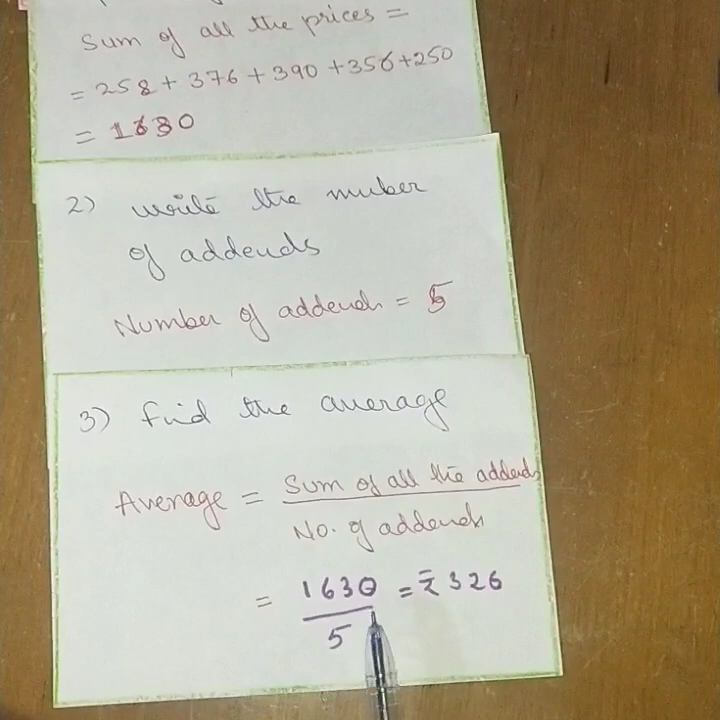 Sum of all the prices =
= 258 + 376 + 390 + 356 + 250
= 1630
2) Write the number
of addends
Number of addends = 5
3) Find the average
Average = Sum of all the addends
No. of addends
= 1630 = ₹ 326
5